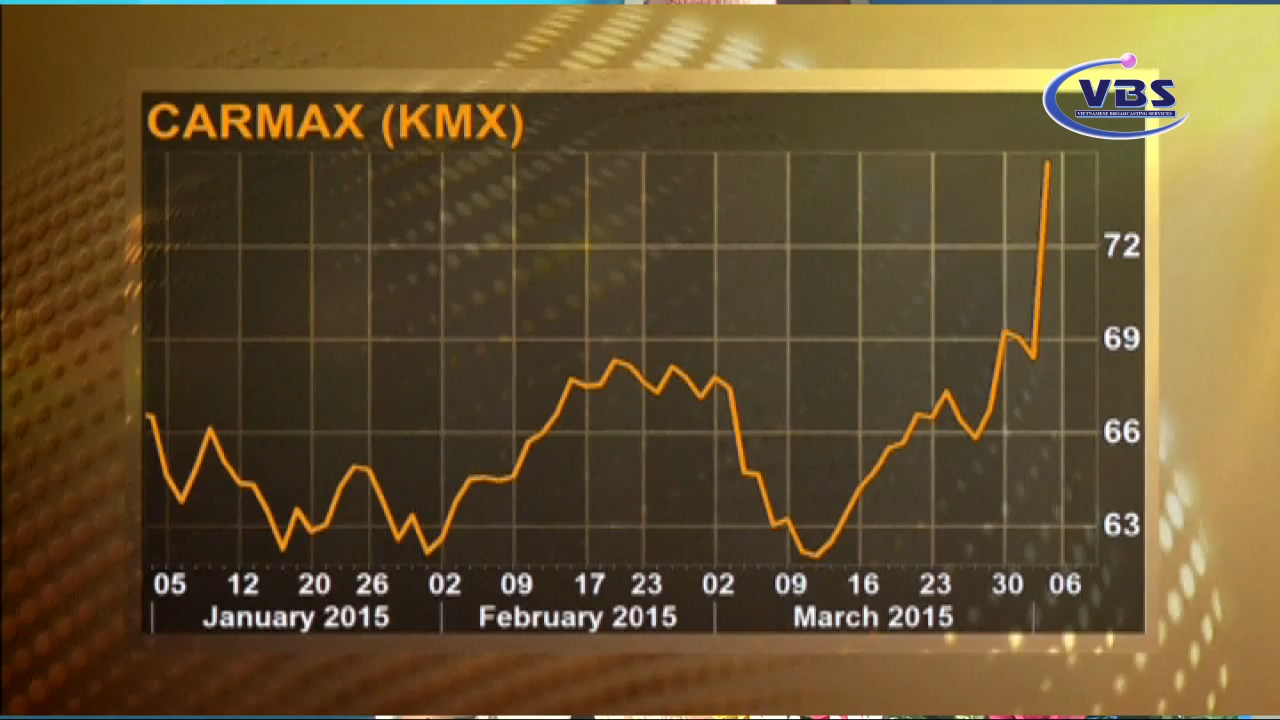 VBS
VIETNAMESE BROADCASTING SERVICES
CARMAX (KMX)
72
69
66
63
05 12 20 26 02 09 17 23 02 09 16 23 30 06
January 2015 February 2015 March 2015